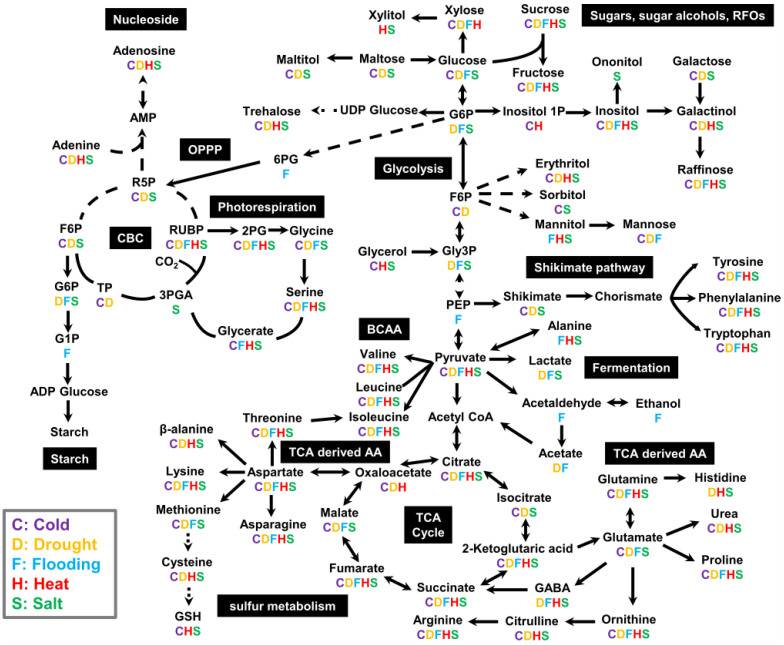 Nucleoside
Xylitol
HS
Xylose
CDFH
Sucrose
CDFHS
Sugars, sugar alcohols, RFOs
Adenosine
CDHS
Maltitol
CDS
Maltose
CDS
Glucose
CDFS
Fructose
CDFHS
Ononitol
S
Galactose
CDS
AMP
Trehalose
CDHS
UDP Glucose
G6P
DFS
Inositol 1P
CH
Inositol
CDFHS
Galactinol
CDHS
Adenine
CDHS
OPPP
6PG
F
Glycolysis
Erythritol
CDHS
Raffinose
CDFHS
R5P
CDS
F6P
CD
Sorbitol
CS
Mannitol
FHS
Mannose
CDF
Photorespiration
F6P
CDS
CBC
RUBP
CDFHS
2PG
CDFHS
Glycine
CDFS
Glycerol
CHS
Gly3P
DFS
Shikimate pathway
CO2
G6P
DFS
TP
CD
3PGA
S
Serine
CDFHS
Tyrosine
CDFHS
PEP
F
Shikimate
CDS
Chorismate
Phenylalanine
CDFHS
G1P
F
Glycerate
CFHS
BCAA
Alanine
FHS
Tryptophan
CDFHS
Valine
CDFHS
Pyruvate
CDFHS
Lactate
DFS
Fermentation
ADP Glucose
Leucine
CDFHS
Acetaldehyde
F
Ethanol
F
Starch
Threonine
CDFHS
Isoleucine
CDFHS
Acetyl CoA
Starch
β-alanine
CDHS
TCA derived AA
Acetate
DF
TCA derived AA
Lysine
CDFHS
Aspartate
CDFHS
Oxaloacetate
CDH
Citrate
CDFHS
Glutamine
CDFHS
Histidine
DHS
Methionine
CDFS
Asparagine
CDFHS
Malate
CDFS
TCA
Cycle
Isocitrate
CDS
Urea
CDHS
C: Cold
D: Drought
F: Flooding
H: Heat
S: Salt
Cysteine
CDHS
Fumarate
CDFHS
2-Ketoglutaric acid
CDFHS
Glutamate
CDFS
Proline
CDFHS
GSH
CHS
sulfur metabolism
Succinate
CDFHS
GABA
DFHS
Arginine
CDFHS
Citrulline
CDHS
Ornithine
CDFHS